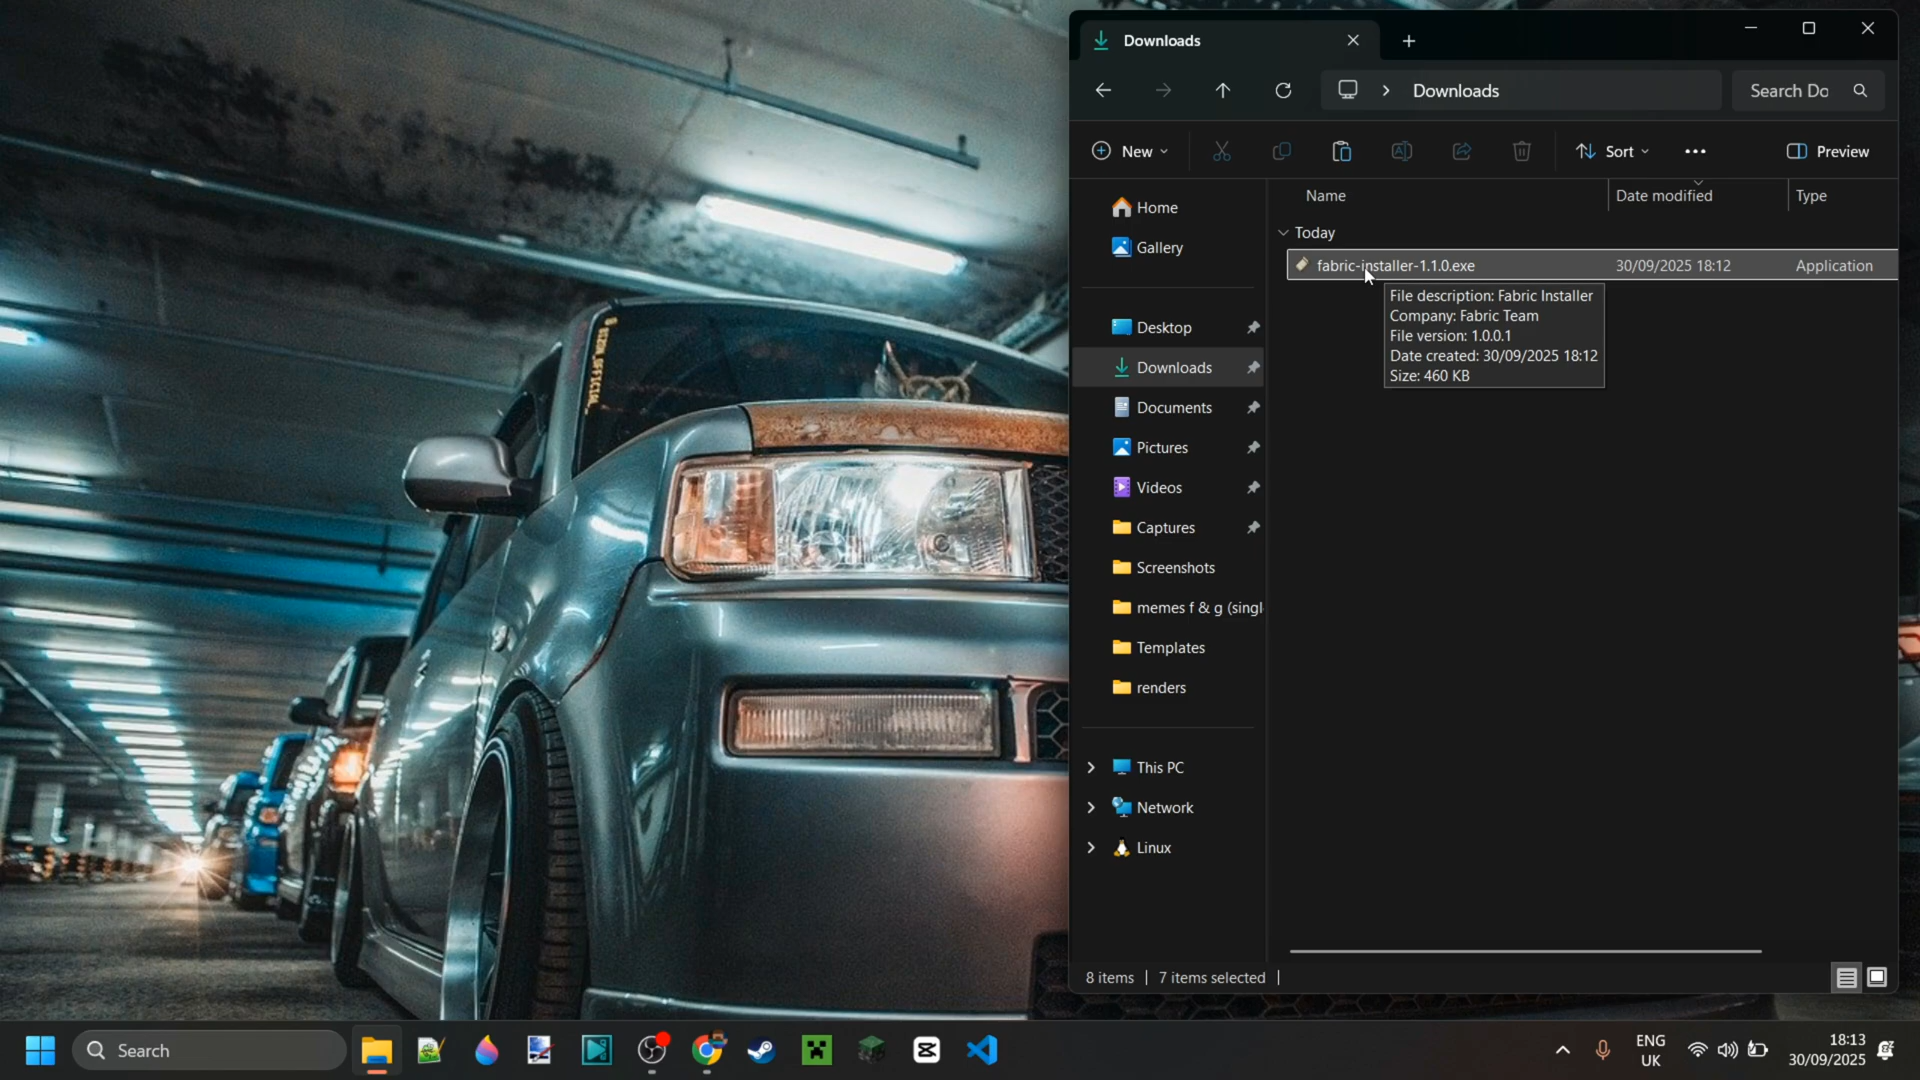 Downloads
Downloads
Search Do
New
Sort
Preview
Name
Date modified
Type
Home
Gallery
Today
fabric-installer-1.1.0.exe
30/09/2025 18:12
Application
File description: Fabric Installer
Company: Fabric Team
File version: 1.0.0.1
Date created: 30/09/2025 18:12
Size: 460 KB
Desktop
Downloads
Documents
Pictures
Videos
Captures
Screenshots
memes f & g (singl
Templates
renders
This PC
Network
Linux
8 items
7 items selected
Search
ENG
UK
18:13
30/09/2025